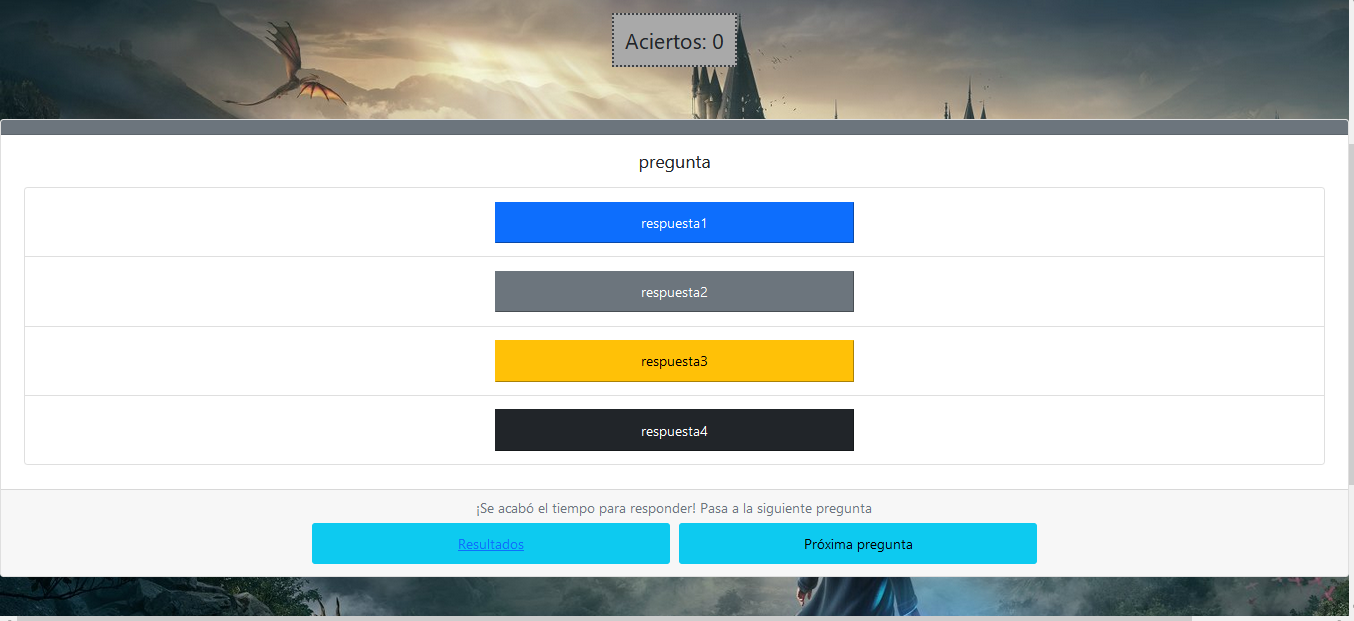 Aciertos: 0
pregunta
respuesta1
respuesta2
respuesta3
respuesta4
¡Se acabó el tiempo para responder! Pasa a la siguiente pregunta
Resultados
Próxima pregunta